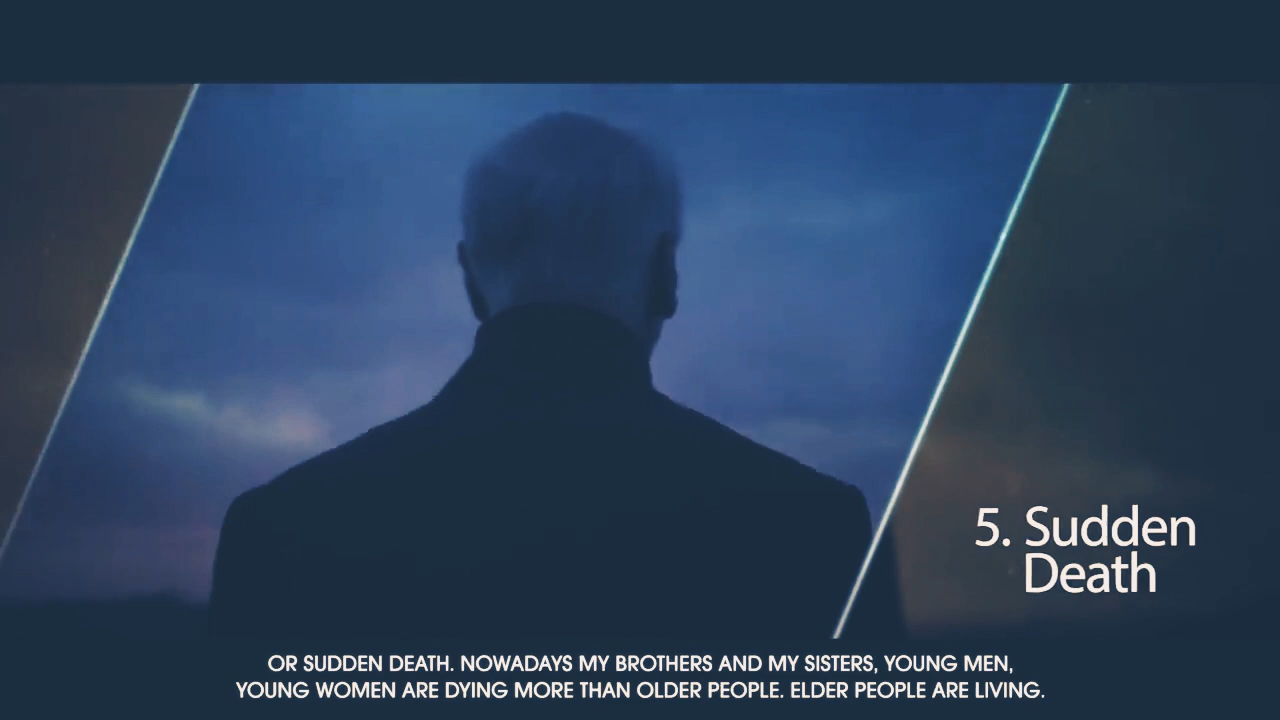 5. Sudden
Death
OR SUDDEN DEATH. NOWADAYS MY BROTHERS AND MY SISTERS, YOUNG MEN,
YOUNG WOMEN ARE DYING MORE THAN OLDER PEOPLE. ELDER PEOPLE ARE LIVING.